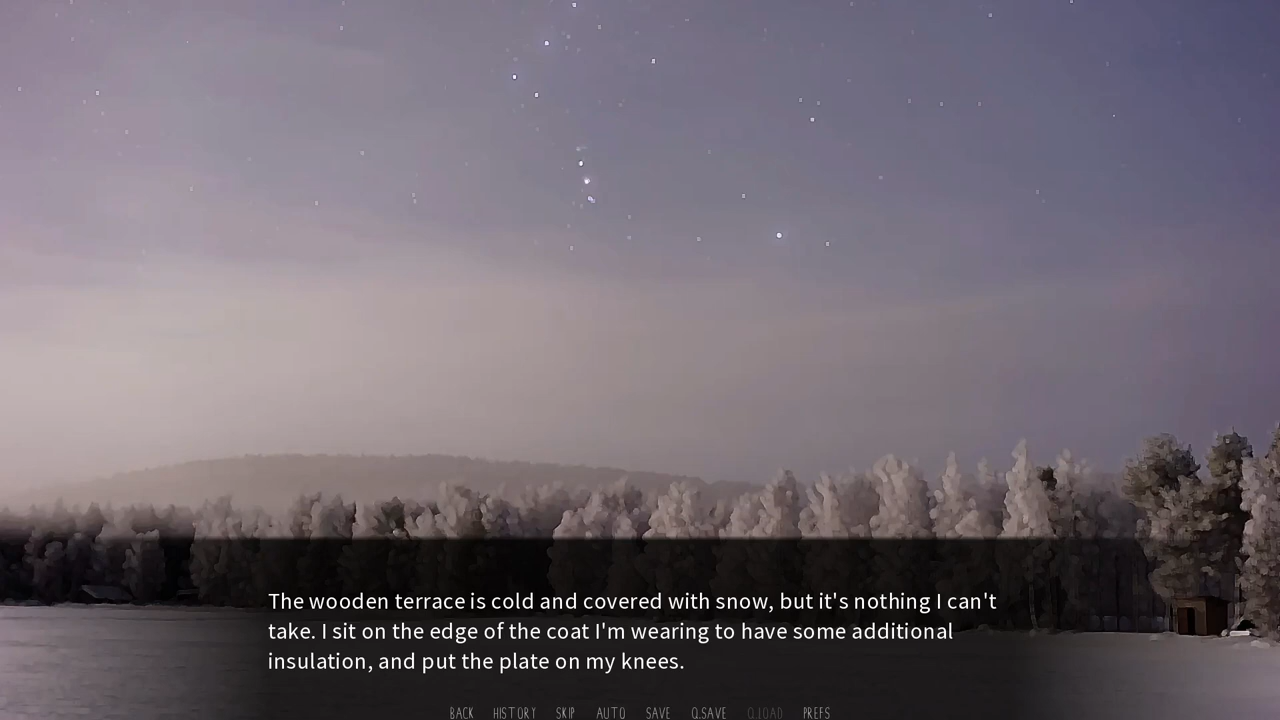 The wooden terrace is cold and covered with snow, but it's nothing I can't
take. I sit on the edge of the coat I'm wearing to have some additional
insulation, and put the plate on my knees.
BACK HISTORY SKIP AUTO SAVE Q.SAVE Q.LOAD PREFS